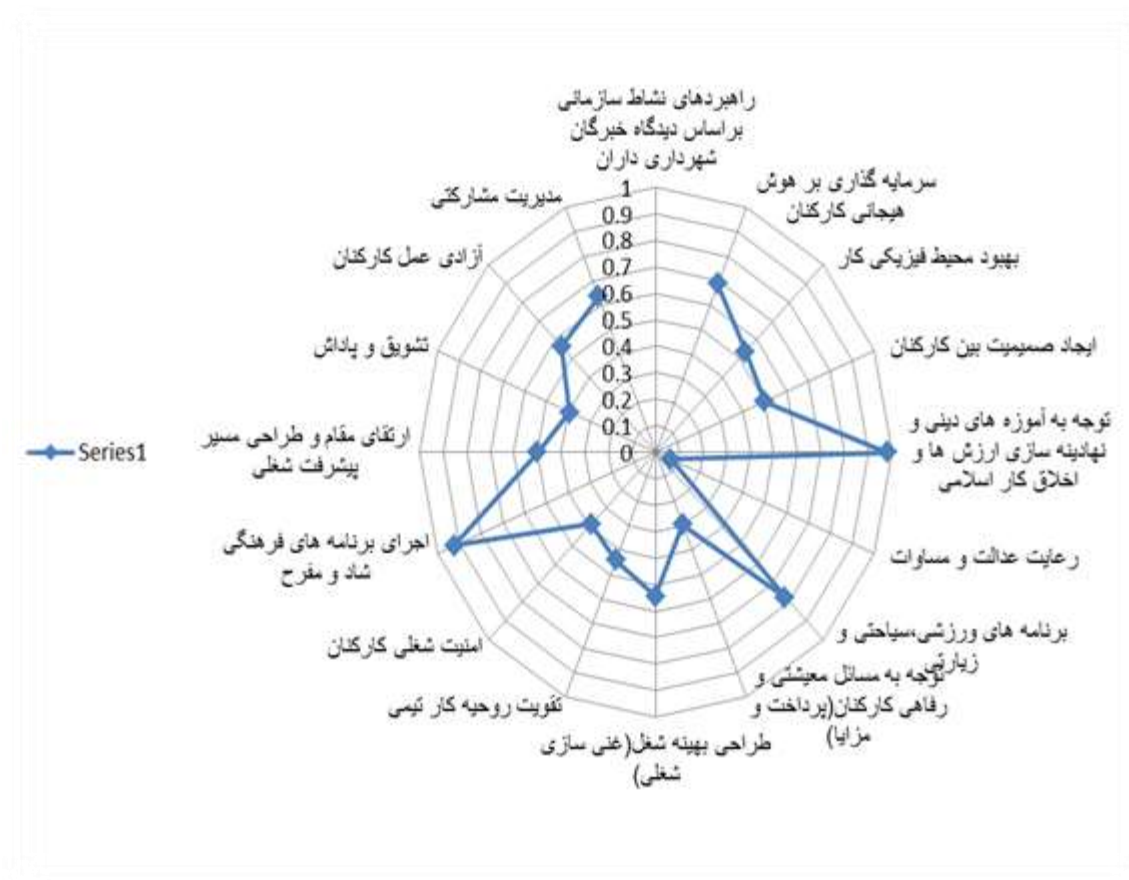 راهبردهای نشاط سازمانی
براساس دیدگاه خبرگان
شهرداری داران
سرمایه گذاری بر هوش
هیجانی کارکنان
بهبود محیط فیزیکی کار
ایجاد صمیمیت بین کارکنان
توجه به آموزه های دینی و
نهادینه سازی ارزش ها و
اخلاق کار اسلامی
رعایت عدالت و مساوات
برنامه های ورزشی،سیاحتی و
زیارتی
توجه به مسائل معیشتی و
رفاهی کارکنان(پرداخت و
مزایا)
طراحی بهینه شغل(غنی سازی
شغلی)
تقویت روحیه کار تیمی
امنیت شغلی کارکنان
اجرای برنامه های فرهنگی
شاد و مفرح
ارتقای مقام و طراحی مسیر
پیشرفت شغلی
تشویق و پاداش
آزادی عمل کارکنان
مدیریت مشارکتی
1
0.9
0.8
0.7
0.6
0.5
0.4
0.3
0.2
0.1
0
Series1